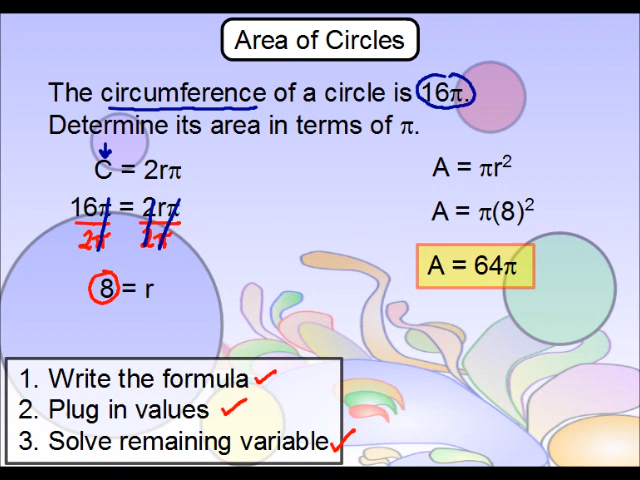 Area of Circles
The circumference of a circle is 16π.
Determine its area in terms of π.
C = 2rπ
16π = 2rπ
2π 2π
8 = r
A = πr²
A = π(8)²
A = 64π
1. Write the formula ✓
2. Plug in values ✓
3. Solve remaining variable ✓